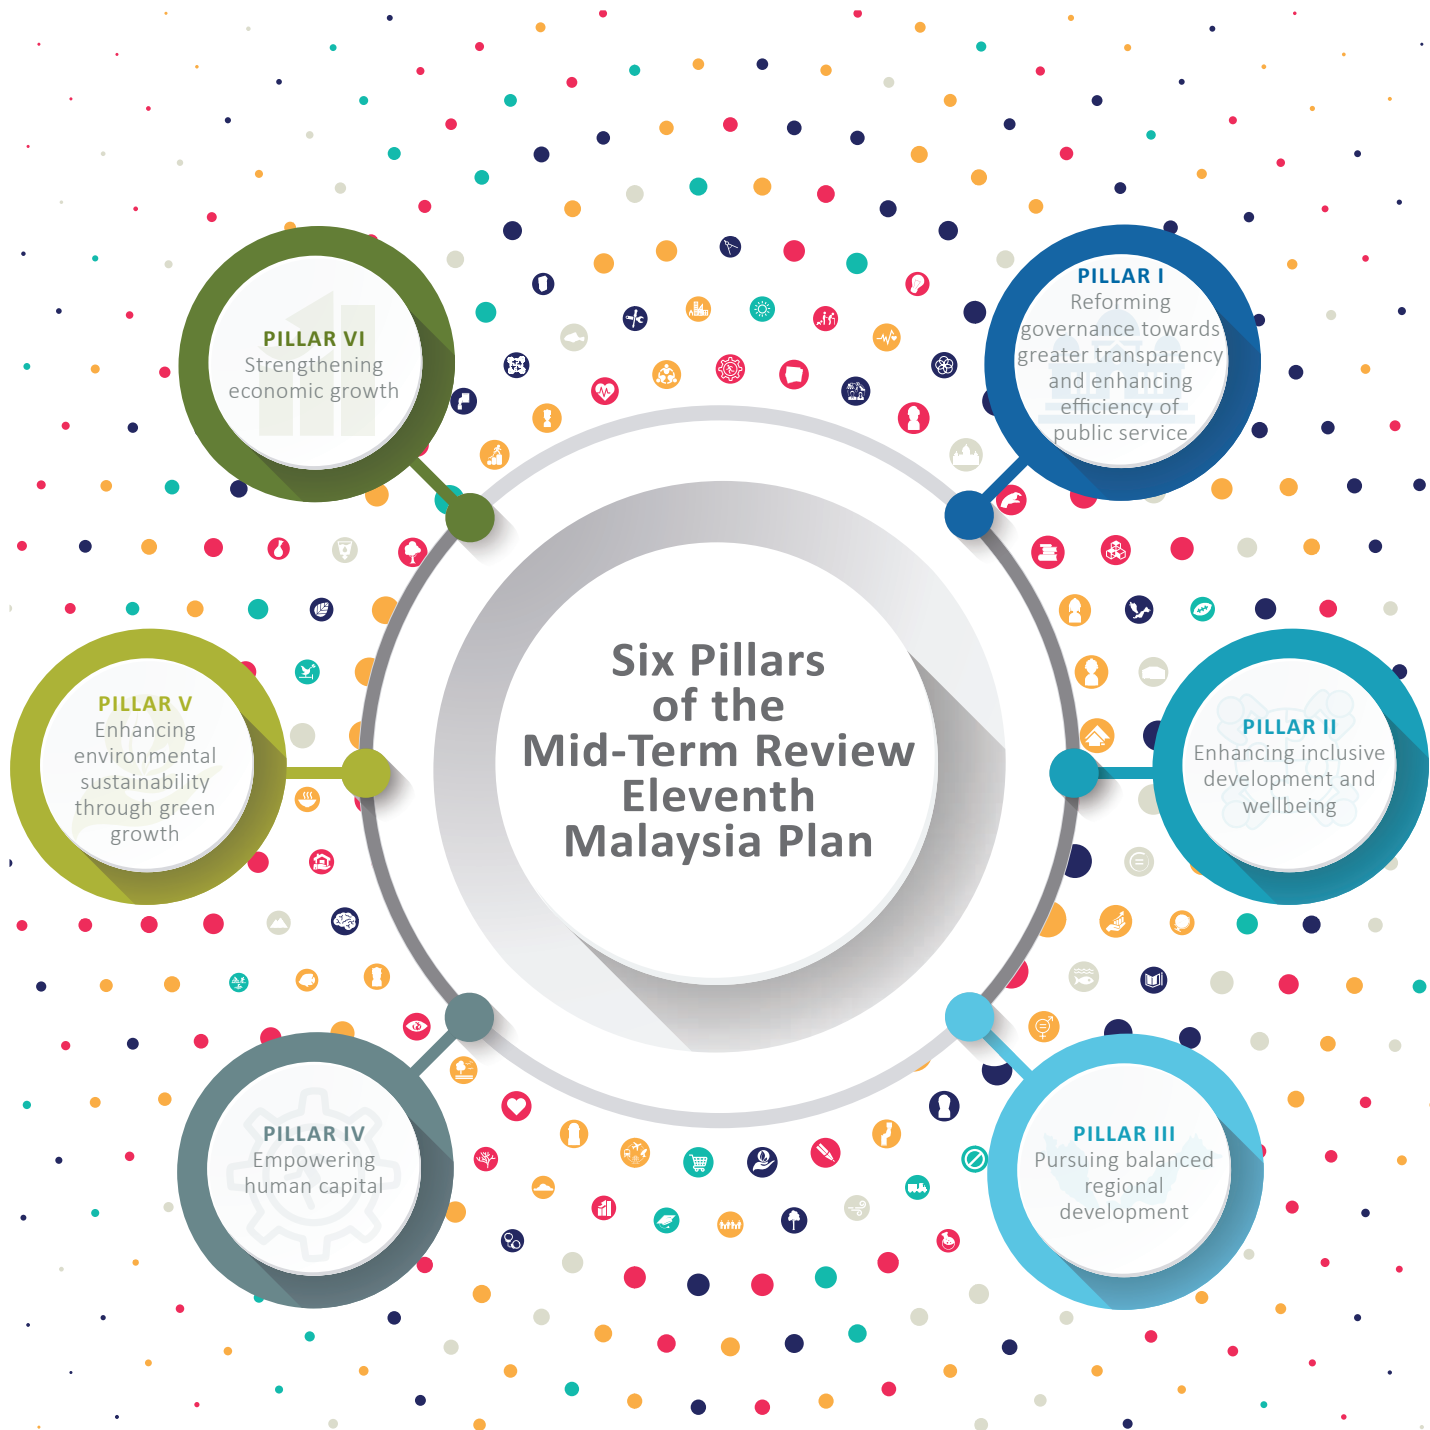 Six Pillars
of the
Mid-Term Review
Eleventh
Malaysia Plan
PILLAR I
Reforming
governance towards
greater transparency
and enhancing
efficiency of
public service
PILLAR II
Enhancing inclusive
development and
wellbeing
PILLAR III
Pursuing balanced
regional
development
PILLAR IV
Empowering
human capital
PILLAR V
Enhancing
environmental
sustainability
through green
growth
PILLAR VI
Strengthening
economic growth